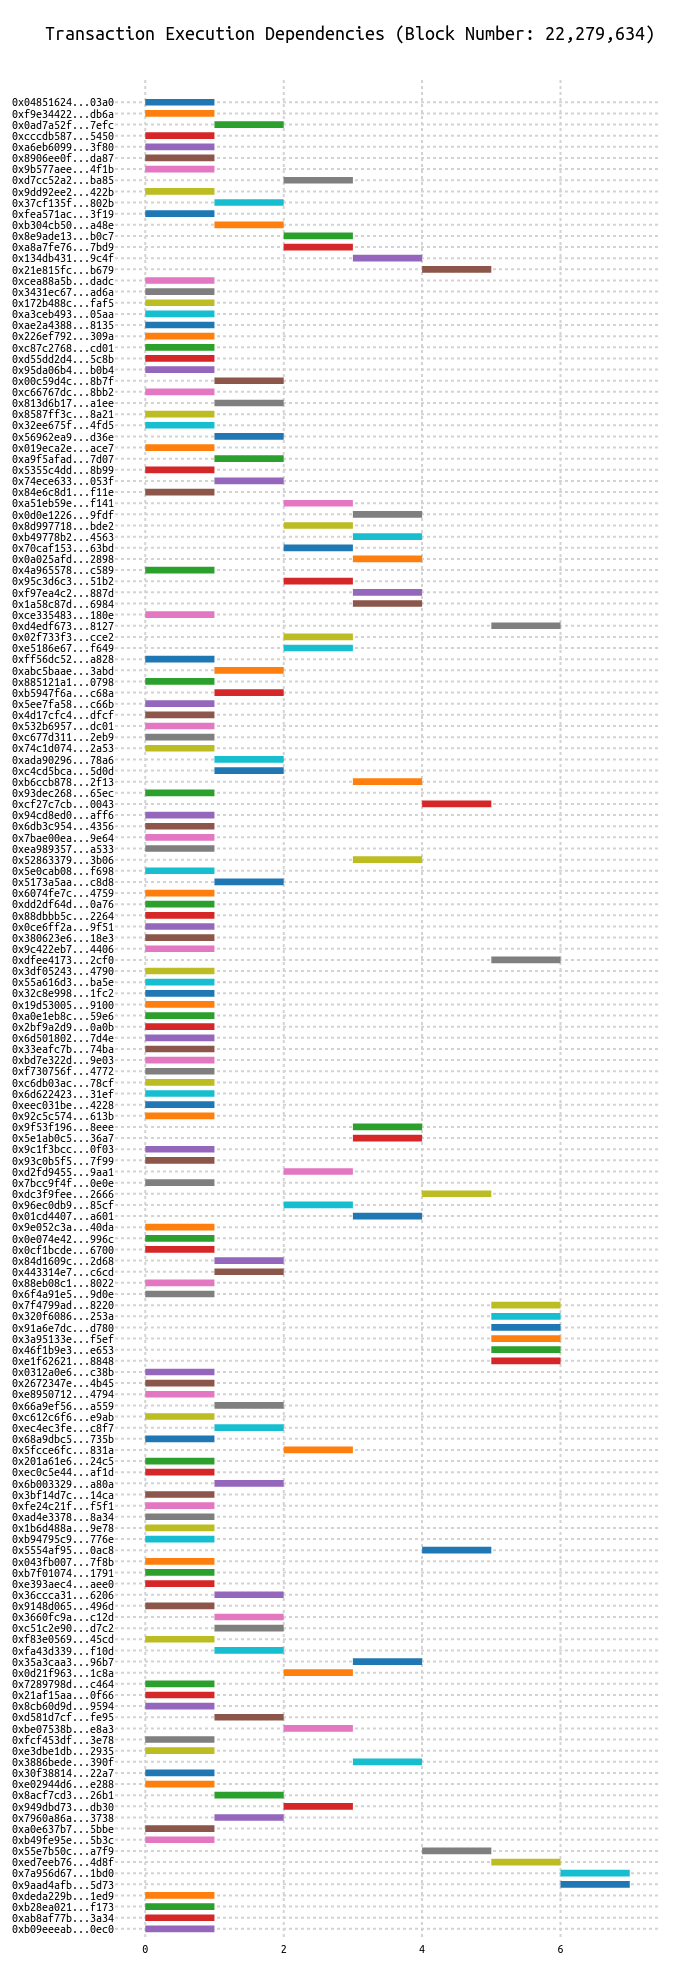 Transaction Execution Dependencies (Block Number: 22,279,634)
0x04851624...03a0
0xf9e34422...db6a
0x0ad7a52f...7efc
0xcccdb587...5450
0xa6eb6099...3f80
0x8906ee0f...da87
0x9b577aee...4f1b
0xd7cc52a2...ba85
0x9dd92ee2...422b
0x37cf135f...802b
0xfea571ac...3f19
0xb304cb50...a48e
0x8e9ade13...b0c7
0xa8a7fe76...7bd9
0x134db431...9c4f
0x21e815fc...b679
0xcea88a5b...dadc
0x3431ec67...ad6a
0x172b488c...faf5
0xa3ceb493...05aa
0xae2a4388...8135
0x226ef792...309a
0xc87c2768...cd01
0xd55dd2d4...5c8b
0x95da06b4...b0b4
0x00c59d4c...8b7f
0xc66767dc...8bb2
0x813d6b17...a1ee
0x8587ff3c...8a21
0x32ee675f...4fd5
0x56962ea9...d36e
0x019eca2e...ace7
0xa9f5afad...7d07
0x5355c4dd...8b99
0x74ece633...053f
0x84e6c8d1...f11e
0xa51eb59e...f141
0x0d0e1226...9fdf
0x8d997718...bde2
0xb49778b2...4563
0x70caf153...63bd
0x0a025afd...2898
0x4a965578...c589
0x95c3d6c3...51b2
0xf97ea4c2...887d
0x1a58c87d...6984
0xce335483...180e
0xd4edf673...8127
0x02f733f3...cce2
0xe5186e67...f649
0xff56dc52...a828
0xabc5baae...3abd
0x885121a1...0798
0xb5947f6a...c68a
0x5ee7fa58...c66b
0x4d17cfc4...dfcf
0x532b6957...dc01
0xc677d311...2eb9
0x74c1d074...2a53
0xada90296...78a6
0xc4cd5bca...5d0d
0xb6ccb878...2f13
0x93dec268...65ec
0xcf27c7cb...0043
0x94cd8ed0...aff6
0x6db3c954...4356
0x7bae00ea...9e64
0xea989357...a533
0x52863379...3b06
0x5e0cab08...f698
0x5173a5aa...c8d8
0x6074fe7c...4759
0xdd2df64d...0a76
0x88dbbb5c...2264
0x0ce6ff2a...9f51
0x380623e6...18e3
0x9c422eb7...4406
0xdfee4173...2cf0
0x3df05243...4790
0x55a616d3...ba5e
0x32c8e998...1fc2
0x19d53005...9100
0xa0e1eb8c...59e6
0x2bf9a2d9...0a0b
0x6d501802...7d4e
0x33eafc7b...74ba
0xbd7e322d...9e03
0xf730756f...4772
0xc6db03ac...78cf
0x6d622423...31ef
0xeec031be...4228
0x92c5c574...613b
0x9f53f196...8eee
0x5e1ab0c5...36a7
0x9c1f3bcc...0f03
0x93c0b5f5...7f99
0xd2fd9455...9aa1
0x7bcc9f4f...0e0e
0xdc3f9fee...2666
0x96ec0db9...85cf
0x01cd4407...a601
0x9e052c3a...40da
0x0e074e42...996c
0x0cf1bcde...6700
0x84d1609c...2d68
0x443314e7...c6cd
0x88eb08c1...8022
0x6f4a91e5...9d0e
0x7f4799ad...8220
0x320f6086...253a
0x91a6e7dc...d780
0x3a95133e...f5ef
0x46f1b9e3...e653
0xe1f62621...8848
0x0312a0e6...c38b
0x2672347e...4b45
0xe8950712...4794
0x66a9ef56...a559
0xc612c6f6...e9ab
0xec4ec3fe...c8f7
0x68a9dbc5...735b
0x5fcce6fc...831a
0x201a61e6...24c5
0xec0c5e44...af1d
0x6b003329...a80a
0x3bf14d7c...14ca
0xfe24c21f...f5f1
0xad4e3378...8a34
0x1b6d488a...9e78
0xb94795c9...776e
0x5554af95...0ac8
0x043fb007...7f8b
0xb7f01074...1791
0xe393aec4...aee0
0x36ccca31...6206
0x9148d065...496d
0x3660fc9a...c12d
0xc51c2e90...d7c2
0xf83e0569...45cd
0xfa43d339...f10d
0x35a3caa3...96b7
0x0d21f963...1c8a
0x7289798d...c464
0x21af15aa...0f66
0x8cb60d9d...9594
0xd581d7cf...fe95
0xbe07538b...e8a3
0xfcf453df...3e78
0xe3dbe1db...2935
0x3886bede...390f
0x30f38814...22a7
0xe02944d6...e288
0x8acf7cd3...26b1
0x949dbd73...db30
0x7960a86a...3738
0xa0e637b7...5bbe
0xb49fe95e...5b3c
0x55e7b50c...a7f9
0xed7eeb76...4d8f
0x7a956d67...1bd0
0x9aad4afb...5d73
0xdeda229b...1ed9
0xb28ea021...f173
0xab8af77b...3a34
0xb09eeeab...0ec0
0 2 4 6